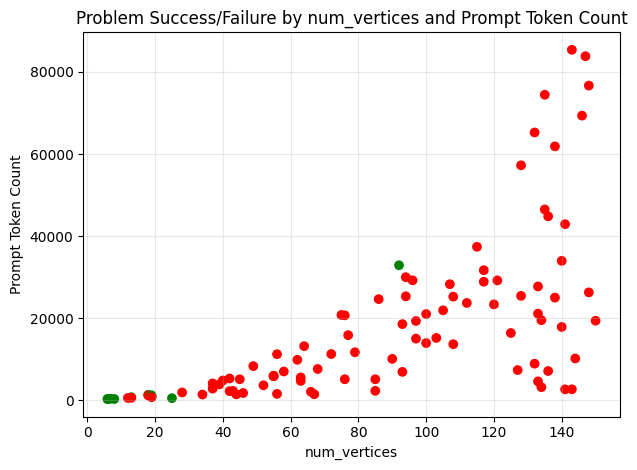 Problem Success/Failure by num_vertices and Prompt Token Count
Prompt Token Count
80000
60000
40000
20000
0
0 20 40 60 80 100 120 140
num_vertices